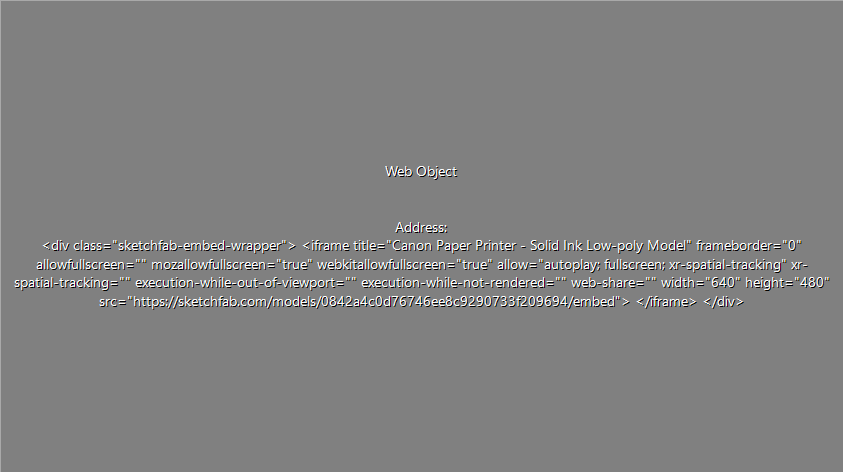 Web Object
Address:
<div class="sketchfab-embed-wrapper"> <iframe title="Canon Paper Printer - Solid Ink Low-poly Model" frameborder="0"
allowfullscreen="" mozallowfullscreen="true" webkitallowfullscreen="true" allow="autoplay; fullscreen; xr-spatial-tracking" xr-
spatial-tracking="" execution-while-out-of-viewport="" execution-while-not-rendered="" web-share="" width="640" height="480"
src="https://sketchfab.com/models/0842a4c0d76746ee8c9290733f209694/embed"> </iframe> </div>